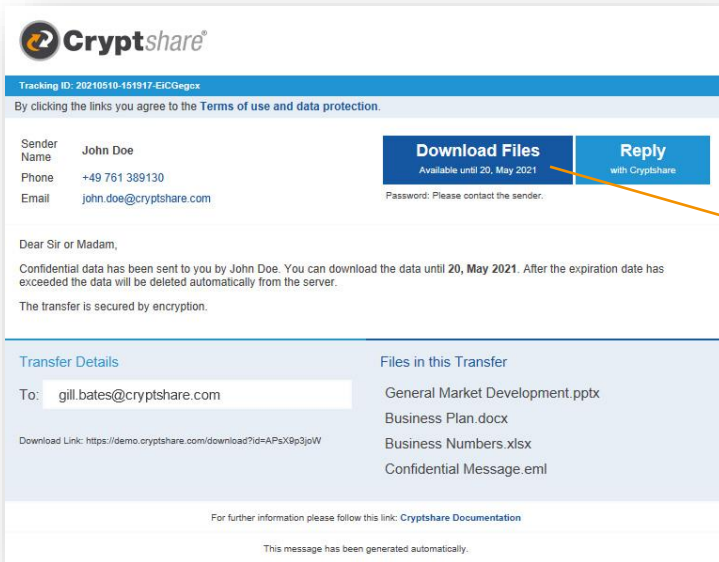 Cryptshare®
Tracking ID: 20210510-151917-EiCGegcx
By clicking the links you agree to the Terms of use and data protection.
Sender Name John Doe
Phone +49 761 389130
Email john.doe@cryptshare.com
Download Files
Available until 20, May 2021
Reply
with Cryptshare
Password: Please contact the sender.
Dear Sir or Madam,
Confidential data has been sent to you by John Doe. You can download the data until 20, May 2021. After the expiration date has
exceeded the data will be deleted automatically from the server.
The transfer is secured by encryption.
Transfer Details
To: gill.bates@cryptshare.com
Download Link: https://demo.cryptshare.com/download?id=APsX9p3joW
Files in this Transfer
General Market Development.pptx
Business Plan.docx
Business Numbers.xlsx
Confidential Message.eml
For further information please follow this link: Cryptshare Documentation
This message has been generated automatically.